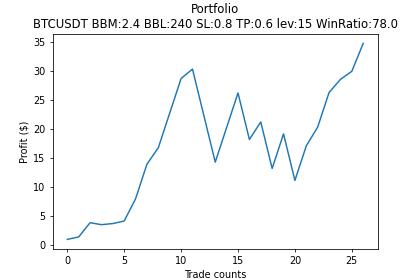 Portfolio
BTCUSDT BBM:2.4 BBL:240 SL:0.8 TP:0.6 lev:15 WinRatio:78.0
35
30
25
20
15
10
5
0
Profit ($)
0 5 10 15 20 25
Trade counts